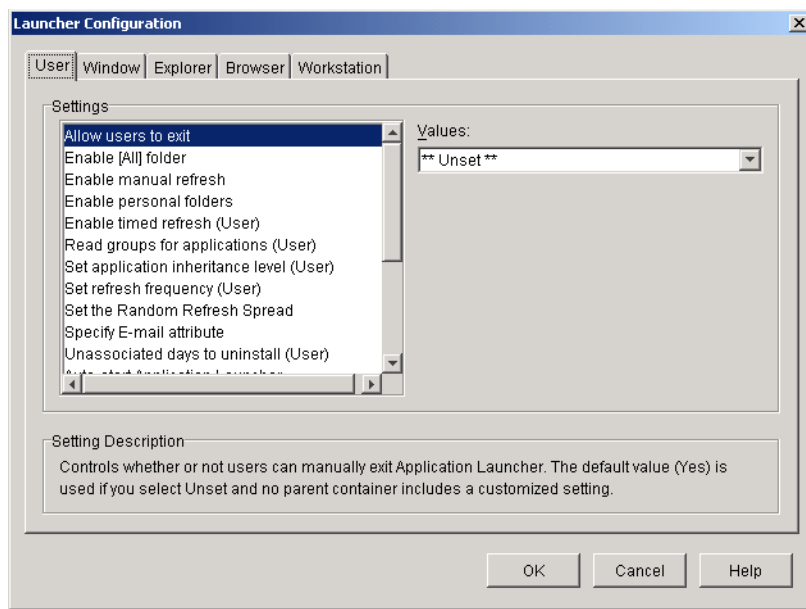 Launcher Configuration
User Window Explorer Browser Workstation
Settings
Allow users to exit
Enable [All] folder
Enable manual refresh
Enable personal folders
Enable timed refresh (User)
Read groups for applications (User)
Set application inheritance level (User)
Set refresh frequency (User)
Set the Random Refresh Spread
Specify E-mail attribute
Unassociated days to uninstall (User)
Values:
** Unset **
Setting Description
Controls whether or not users can manually exit Application Launcher. The default value (Yes) is
used if you select Unset and no parent container includes a customized setting.
OK Cancel Help